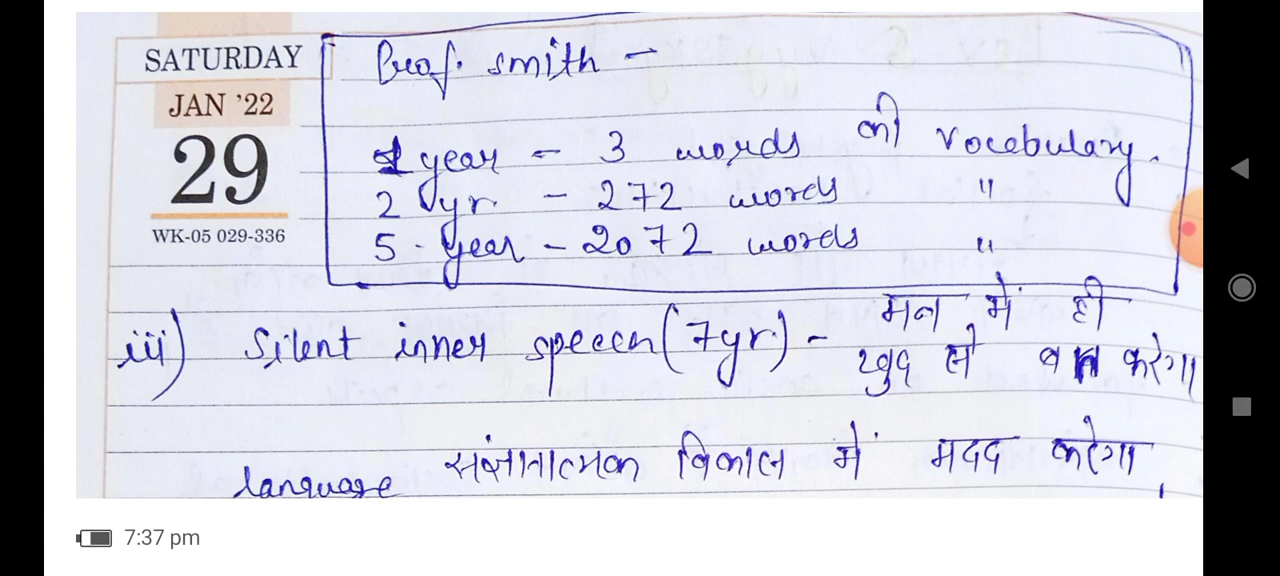 SATURDAY
JAN '22
29
WK-05 029-336
Prof. smith -
1 year - 3 words की vocabulary.
2 yr. - 272 words "
5 - year - 2072 words "
iii) Silent inner speech (7yr.) - मन में ही
खुद से बात करेगा
संज्ञानात्मक विकास में मदद करेगा
language
7:37 pm